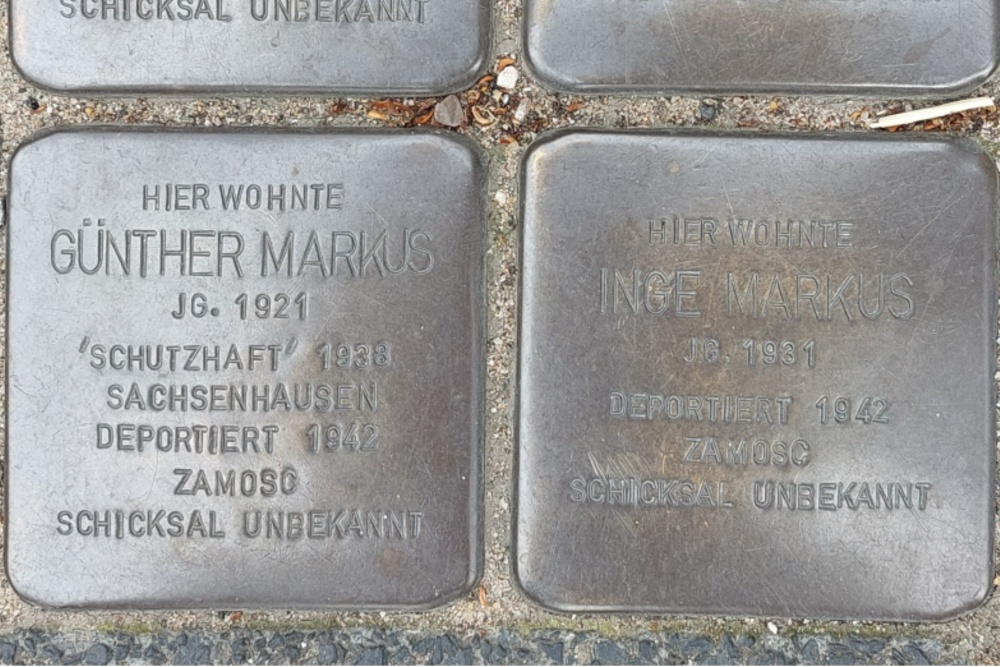 SCHICKSAL UNBEKANNT
HIER WOHNTE
GÜNTHER MARKUS
JG. 1921
'SCHUTZHAFT' 1938
SACHSENHAUSEN
DEPORTIERT 1942
ZAMOSC
SCHICKSAL UNBEKANNT
HIER WOHNTE
INGE MARKUS
JG. 1931
DEPORTIERT 1942
ZAMOSC
SCHICKSAL UNBEKANNT